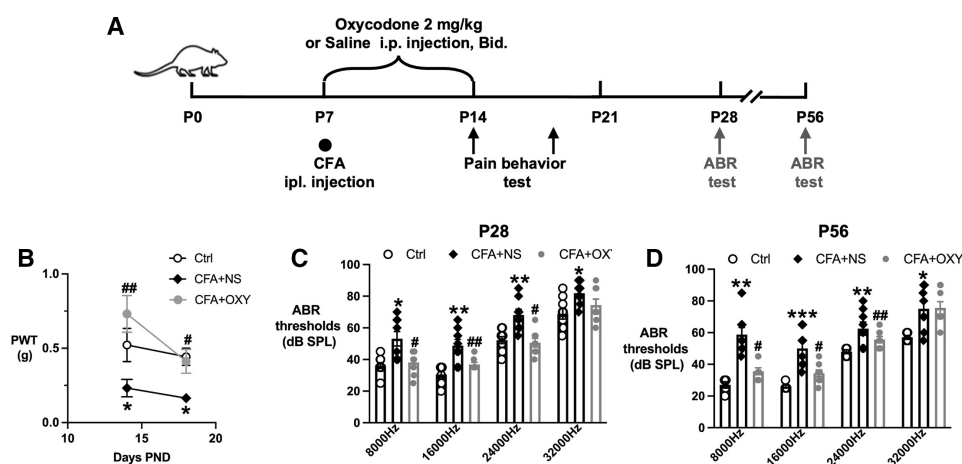 A
Oxycodone 2 mg/kg
or Saline i.p. injection, Bid.
P0 P7 P14 P21 P28 P56
CFA
ipl. injection
Pain behavior
test
ABR
test
ABR
test
B
Ctrl
CFA+NS
CFA+OXY
1.0
0.5
0.0
PWT
(g)
##
#
*
*
10 15 20
Days PND
C
P28
Ctrl CFA+NS CFA+OX
ABR
thresholds
(dB SPL)
100
80
60
40
20
0
* # ** ## ** # *
8000Hz 16000Hz 24000Hz 32000Hz
D
P56
Ctrl CFA+NS CFA+OXY
ABR
thresholds
(dB SPL)
100
80
60
40
20
0
** # *** # ** ## *
8000Hz 16000Hz 24000Hz 32000Hz